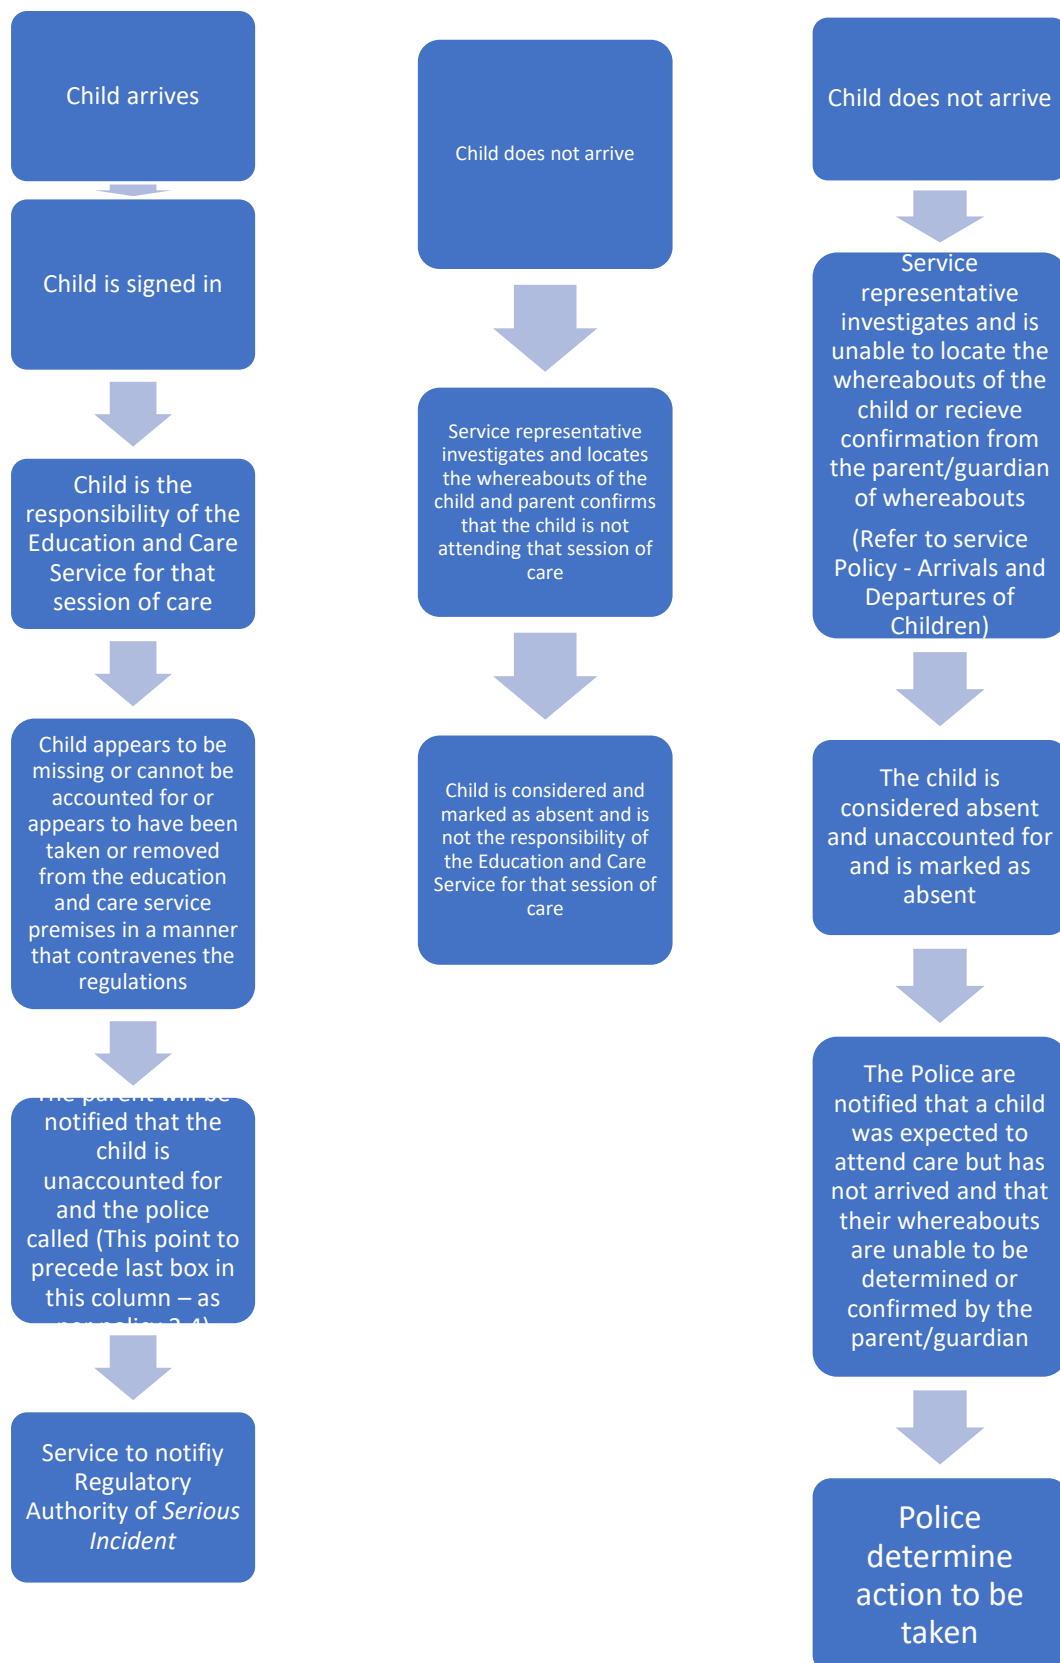 Child arrives
Child is signed in
Child is the
responsibility of the
Education and Care
Service for that
session of care
Child appears to be
missing or cannot be
accounted for or
appears to have been
taken or removed
from the education
and care service
premises in a manner
that contravenes the
regulations
The parent will be
notified that the
child is
unaccounted for
and the police
called (This point to
precede last box in
this column – as
Service to notifiy
Regulatory
Authority of Serious
Incident
Child does not arrive
Service representative
investigates and locates
the whereabouts of the
child and parent confirms
that the child is not
attending that session of
care
Child is considered and
marked as absent and is
not the responsibility of
the Education and Care
Service for that session of
care
Child does not arrive
Service
representative
investigates and is
unable to locate the
whereabouts of the
child or recieve
confirmation from
the parent/guardian
of whereabouts
(Refer to service
Policy - Arrivals and
Departures of
Children)
The child is
considered absent
and unaccounted for
and is marked as
absent
The Police are
notified that a child
was expected to
attend care but has
not arrived and that
their whereabouts
are unable to be
determined or
confirmed by the
parent/guardian
Police
determine
action to be
taken